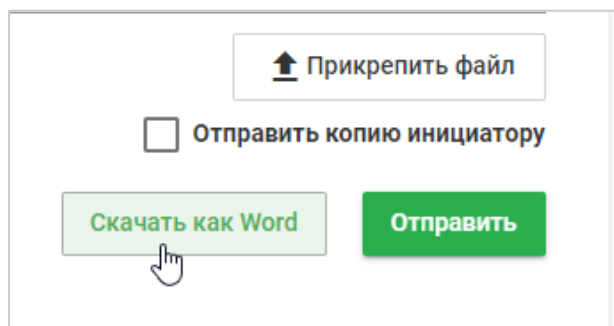 Прикрепить файл
Отправить копию инициатору
Скачать как Word
Отправить